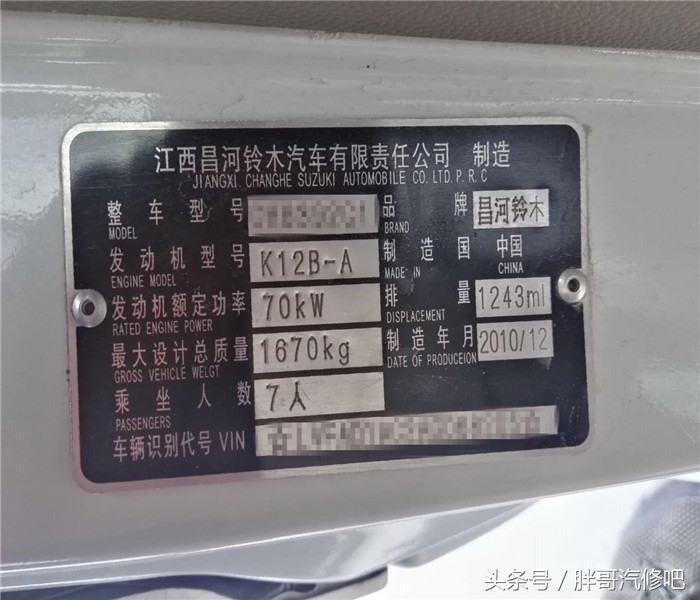 江西昌河铃木汽车有限责任公司 制造
JIANGXI. CHANGHE SUZUKI AUTOMOBILE CO. LTD. P. R. C
整车型号 品牌 昌河铃木
MODEL BRAND
发动机型号 K12B-A 制造国 中国
ENGINE MODEL MADE IN CHINA
发动机额定功率 70kW 排量 1243ml
RATED ENGINE POWER DISPLACEMENT
最大设计总质量 1670kg 制造年月 2010/12
GROSS VEHICLE WELGT DATE OF PRODUCEION
乘坐人数 7人
PASSENGERS
车辆识别代号 VIN
头条号/胖哥汽修吧